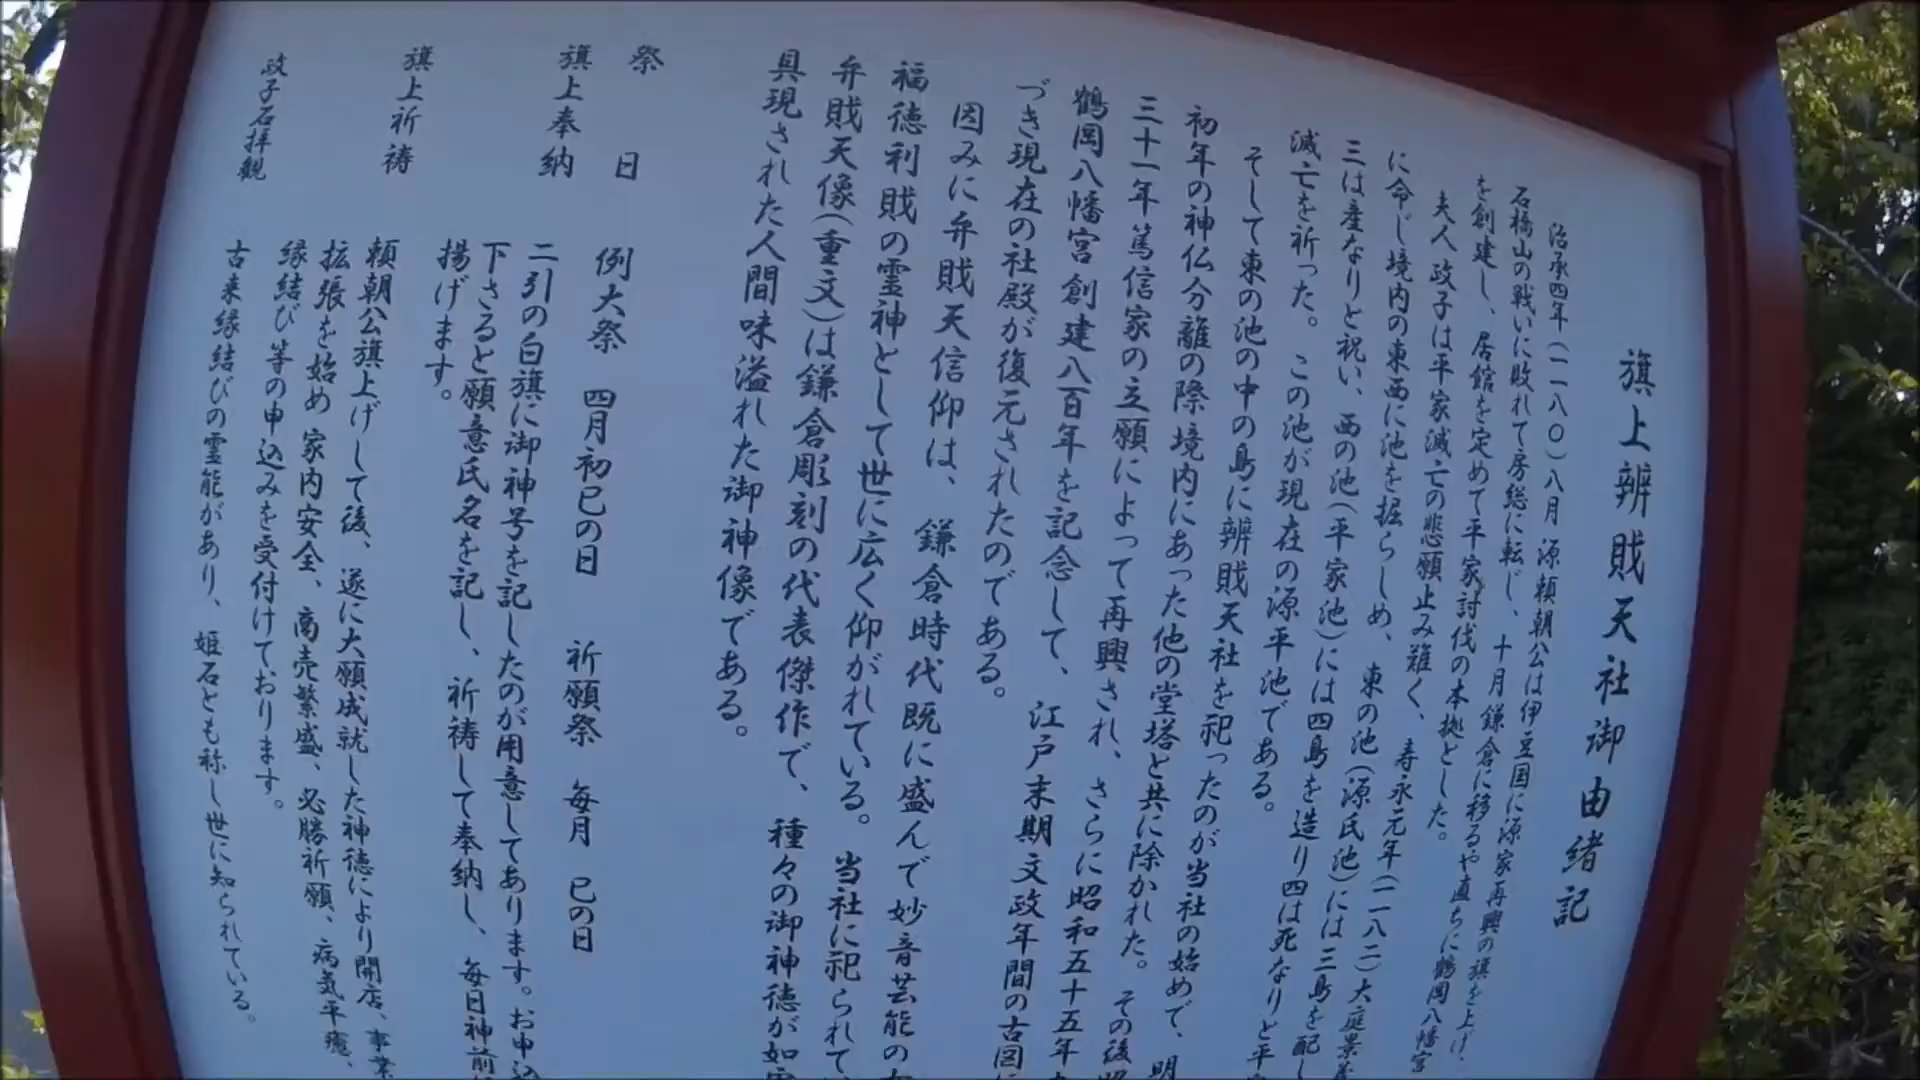 旗上辨賎天社御由緒記
治承四年(一一八〇)八月 源頼朝公は伊豆国に源家再興の旗を上げ、
石橋山の戦いに敗れて房総に転じ、十月鎌倉に移るや直ちに鶴岡八幡宮
を創建し、居館を定めて平家討伐の本拠とした。
夫人政子は平家滅亡の悲願止み難く、寿永元年(一一八二)大庭景
に命じ境内の東西に池を掘らしめ、東の池(源氏池)には三島を配し
三は産なりと祝い、西の池(平家池)には四島を造り四は死なりと平
滅亡を祈った。この池が現在の源平池である。
そして東の池の中の島に辨賎天社を祀ったのが当社の始めで、明
初年の神仏分離の際境内にあった他の堂塔と共に除かれた。その後昭
三十一年篤信家の立願によって再興され、さらに昭和五十五年
鶴岡八幡宮創建八百年を記念して、江戸末期文政年間の古図に
づき現在の社殿が復元されたのである。
因みに弁賎天信仰は、鎌倉時代既に盛んで妙音芸能の
福徳利賎の霊神として世に広く仰がれている。当社に祀られて
弁賎天像(重文)は鎌倉彫刻の代表傑作で、種々の御神徳が如実
具現された人間味溢れた御神像である。
祭日 例大祭 四月初巳の日 祈願祭 毎月 巳の日
旗上奉納 二引の白旗に御神号を記したのが用意してあります。お申込
下さると願意氏名を記し、祈祷して奉納し、毎日神前
揚げます。
旗上祈祷 頼朝公旗上げして後、遂に大願成就した神徳により開店、事業
拡張を始め 家内安全、商売繁盛、必勝祈願、病気平癒、
縁結び等の申込みを受付けております。
政子石拝観 古来縁結びの霊能があり、姫石とも称し世に知られている。